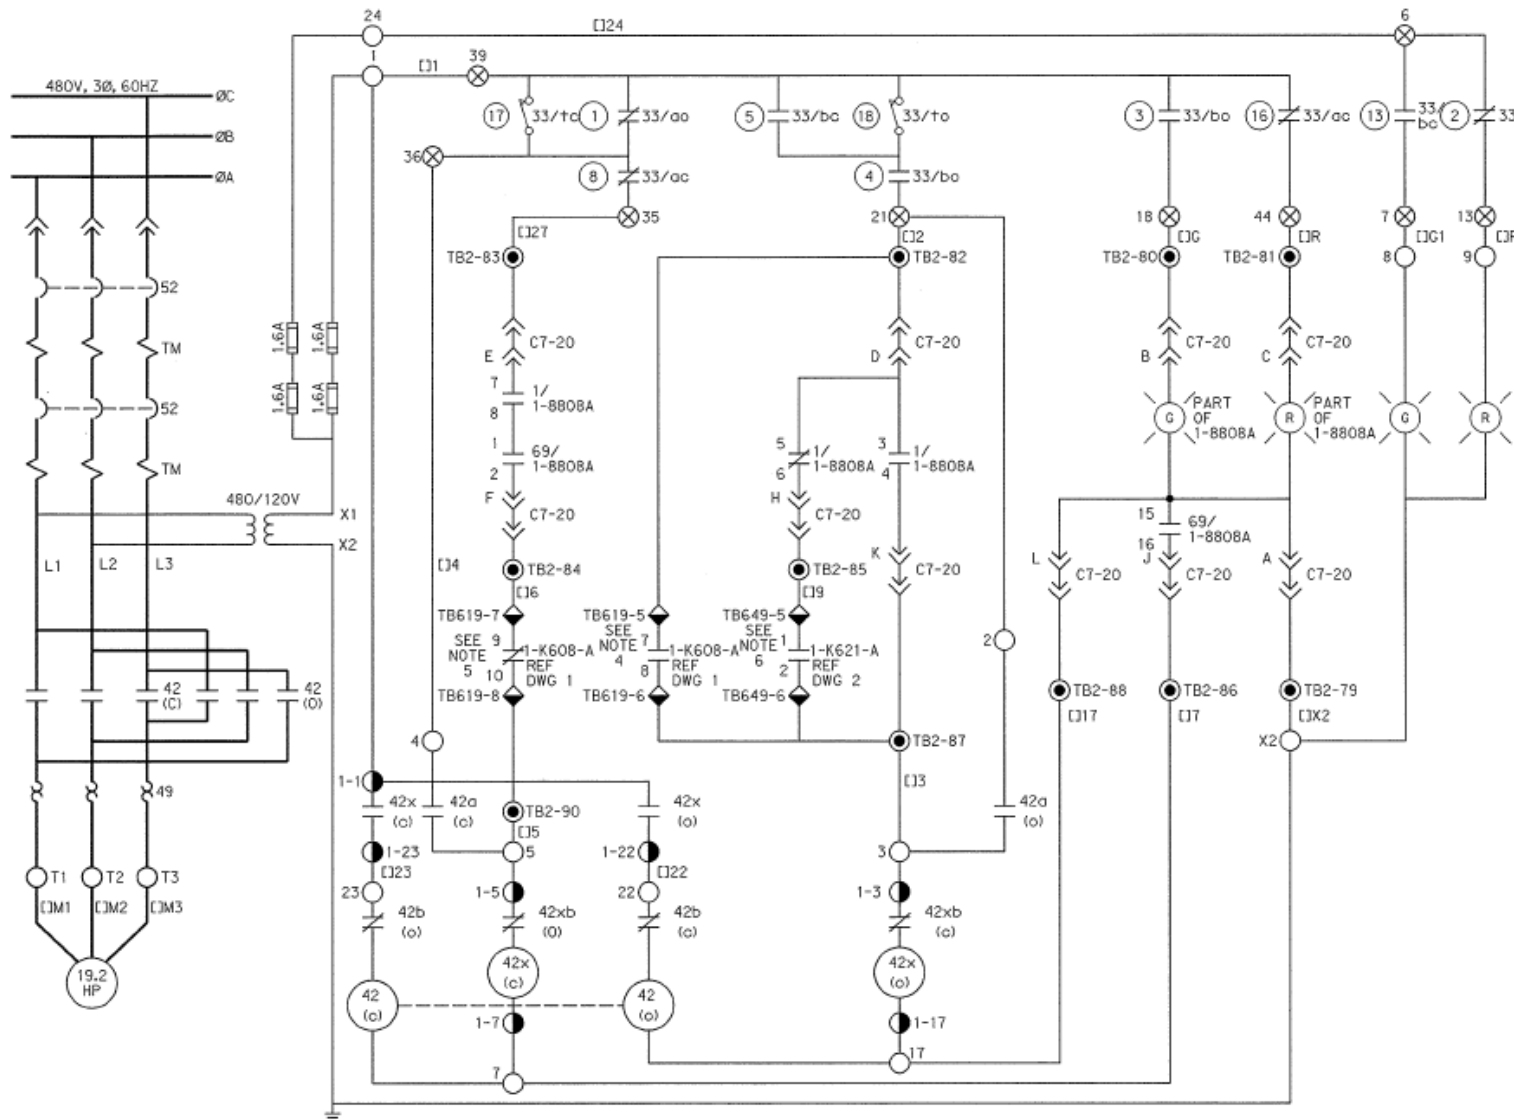 24
[]24
6
1
39
[]1
480V, 3Ø, 60HZ
ØC
ØB
ØA
17
33/tc
1
33/ao
5
33/bc
18
33/to
3
33/bo
16
33/ac
13
33/
bc
2
33
36
8
33/ac
4
33/bo
35
21
18
44
7
13
[]27
[]2
[]G
[]R
[]G1
TB2-83
TB2-82
TB2-80
TB2-81
8
9
52
TM
1.6A
1.6A
C7-20
E
C7-20
D
C7-20
B
C7-20
C
7
8
1/
1-8808A
52
1.6A
1.6A
G
PART
OF
1-8808A
R
PART
OF
1-8808A
G
R
TM
1
2
69/
1-8808A
5
6
1/
1-8808A
3
4
1/
1-8808A
480/120V
X1
X2
F
C7-20
H
C7-20
15
16
69/
1-8808A
L1
L2
L3
[]4
TB2-84
[]6
TB2-85
[]9
K
C7-20
L
C7-20
J
C7-20
A
C7-20
TB619-7
SEE
NOTE
5
9
10
1-K608-A
REF
DWG 1
TB619-8
TB619-5
SEE
NOTE
4
7
8
1-K608-A
REF
DWG 1
TB619-6
TB649-5
SEE
NOTE
6
1
2
1-K621-A
REF
DWG 2
TB649-6
2
42
(C)
42
(O)
TB2-88
[]17
TB2-86
[]7
TB2-79
[]X2
4
TB2-87
X2
49
1-1
42x
(c)
42a
(c)
TB2-90
[]5
42x
(o)
[]3
42a
(o)
1-23
[]23
5
1-22
[]22
3
T1
T2
T3
[]M1
[]M2
[]M3
23
1-5
22
1-3
42b
(o)
42xb
(O)
42b
(c)
42xb
(c)
19.2
HP
42
(c)
42x
(c)
42
(o)
42x
(o)
1-7
1-17
7
17